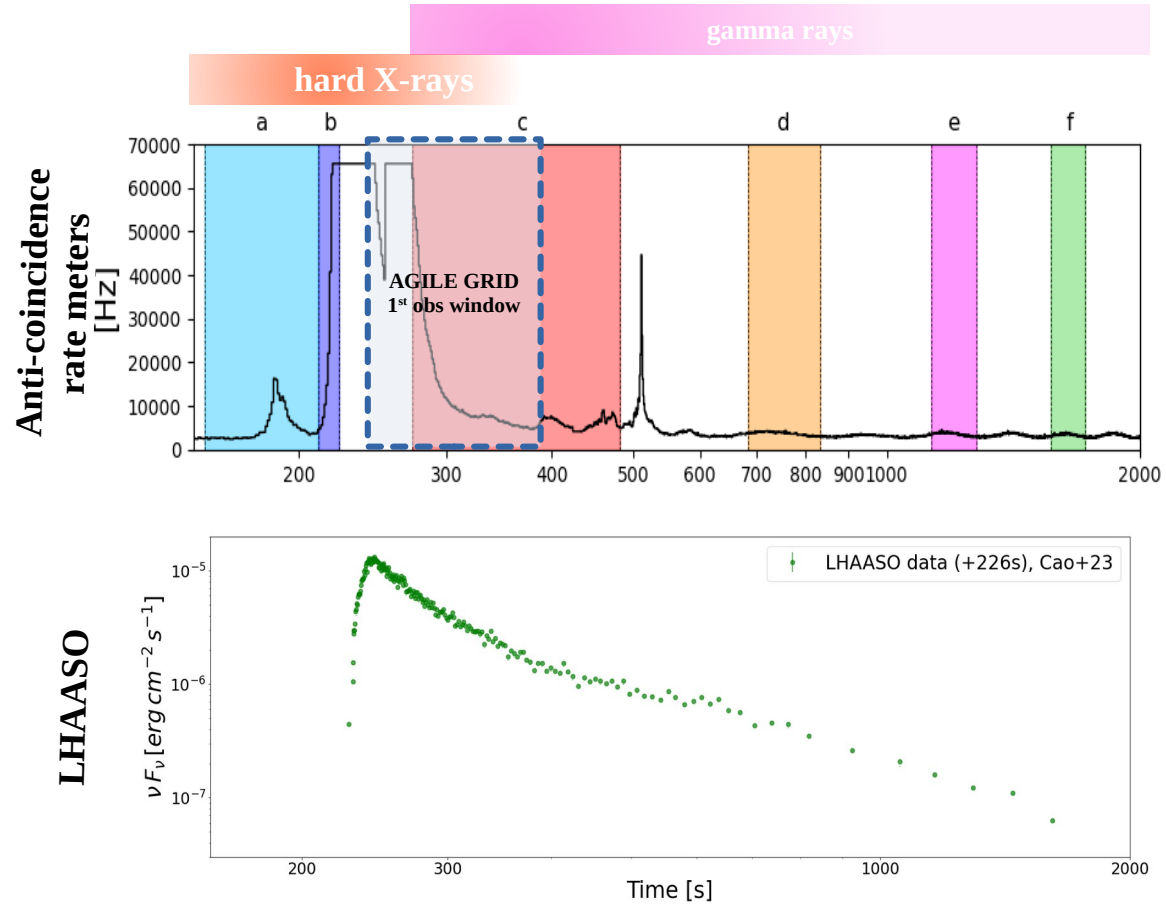 gamma rays
hard X-rays
a b c d e f
Anti-coincidence
rate meters
[Hz]
70000
60000
50000
40000
30000
20000
10000
0
AGILE GRID
1st obs window
200 300 400 500 600 700 800 900 1000 2000
LHAASO
νFν [erg cm−2 s−1]
10−5
10−6
10−7
LHAASO data (+226s), Cao+23
200 300 1000 2000
Time [s]